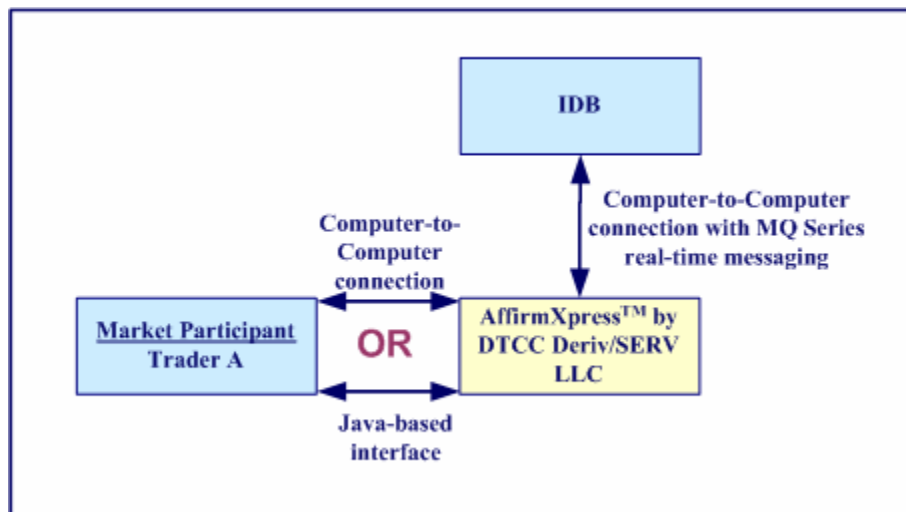 IDB
Computer-to-Computer
connection with MQ Series
real-time messaging
Computer-to-
Computer
connection
Market Participant
Trader A
OR
AffirmXpress™ by
DTCC Deriv/SERV
LLC
Java-based
interface